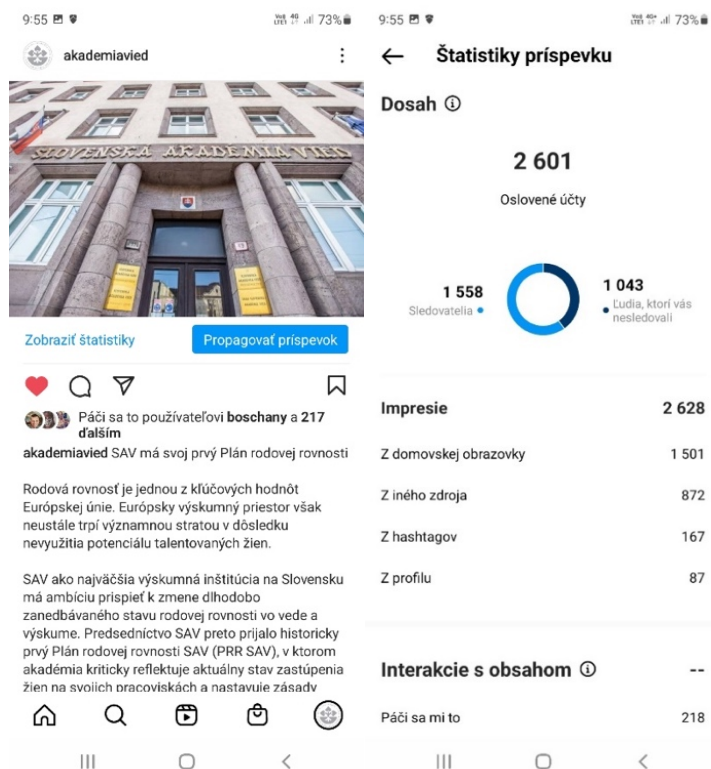 9:55
73%
akademiavied
SLOVENSKÁ AKADÉMIA VIED
Zobraziť štatistiky
Propagovať príspevok
Páči sa to používateľovi boschany a 217
ďalším
akademiavied SAV má svoj prvý Plán rodovej rovnosti
Rodová rovnosť je jednou z kľúčových hodnôt
Európskej únie. Európsky výskumný priestor však
neustále trpí významnou stratou v dôsledku
nevyužitia potenciálu talentovaných žien.
SAV ako najväčšia výskumná inštitúcia na Slovensku
má ambíciu prispieť k zmene dlhodobo
zanedbávaného stavu rodovej rovnosti vo vede a
výskume. Predsedníctvo SAV preto prijalo historicky
prvý Plán rodovej rovnosti SAV (PRR SAV), v ktorom
akadémia kriticky reflektuje aktuálny stav zastúpenia
žien na svojich pracoviskách a nastavuje zásady
9:55
73%
Štatistiky príspevku
Dosah
2 601
Oslovené účty
1 558
Sledovatelia
1 043
Ľudia, ktorí vás
nesledovali
Impresie 2 628
Z domovskej obrazovky 1 501
Z iného zdroja 872
Z hashtagov 167
Z profilu 87
Interakcie s obsahom --
Páči sa mi to 218